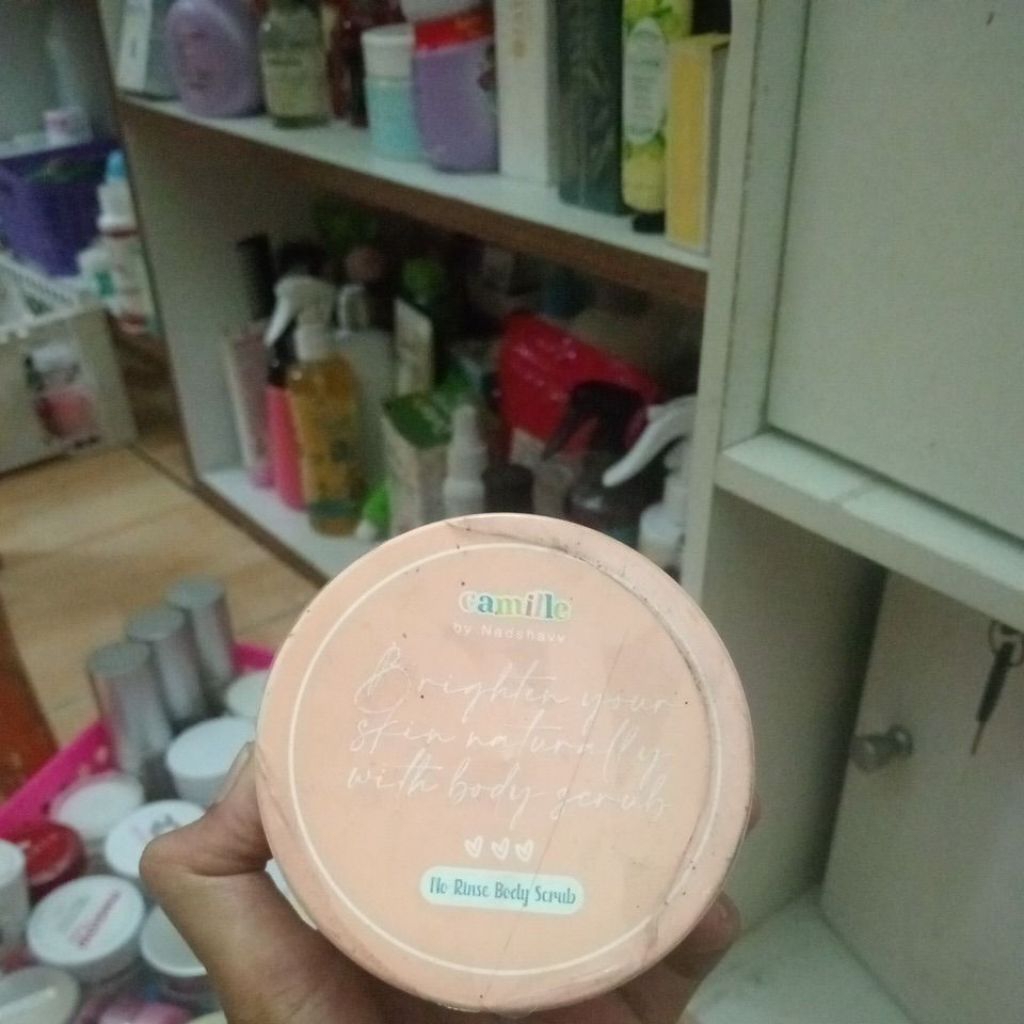 camille
by Nadshavv
Brighten your
skin naturally
with body scrub
No Rinse Body Scrub